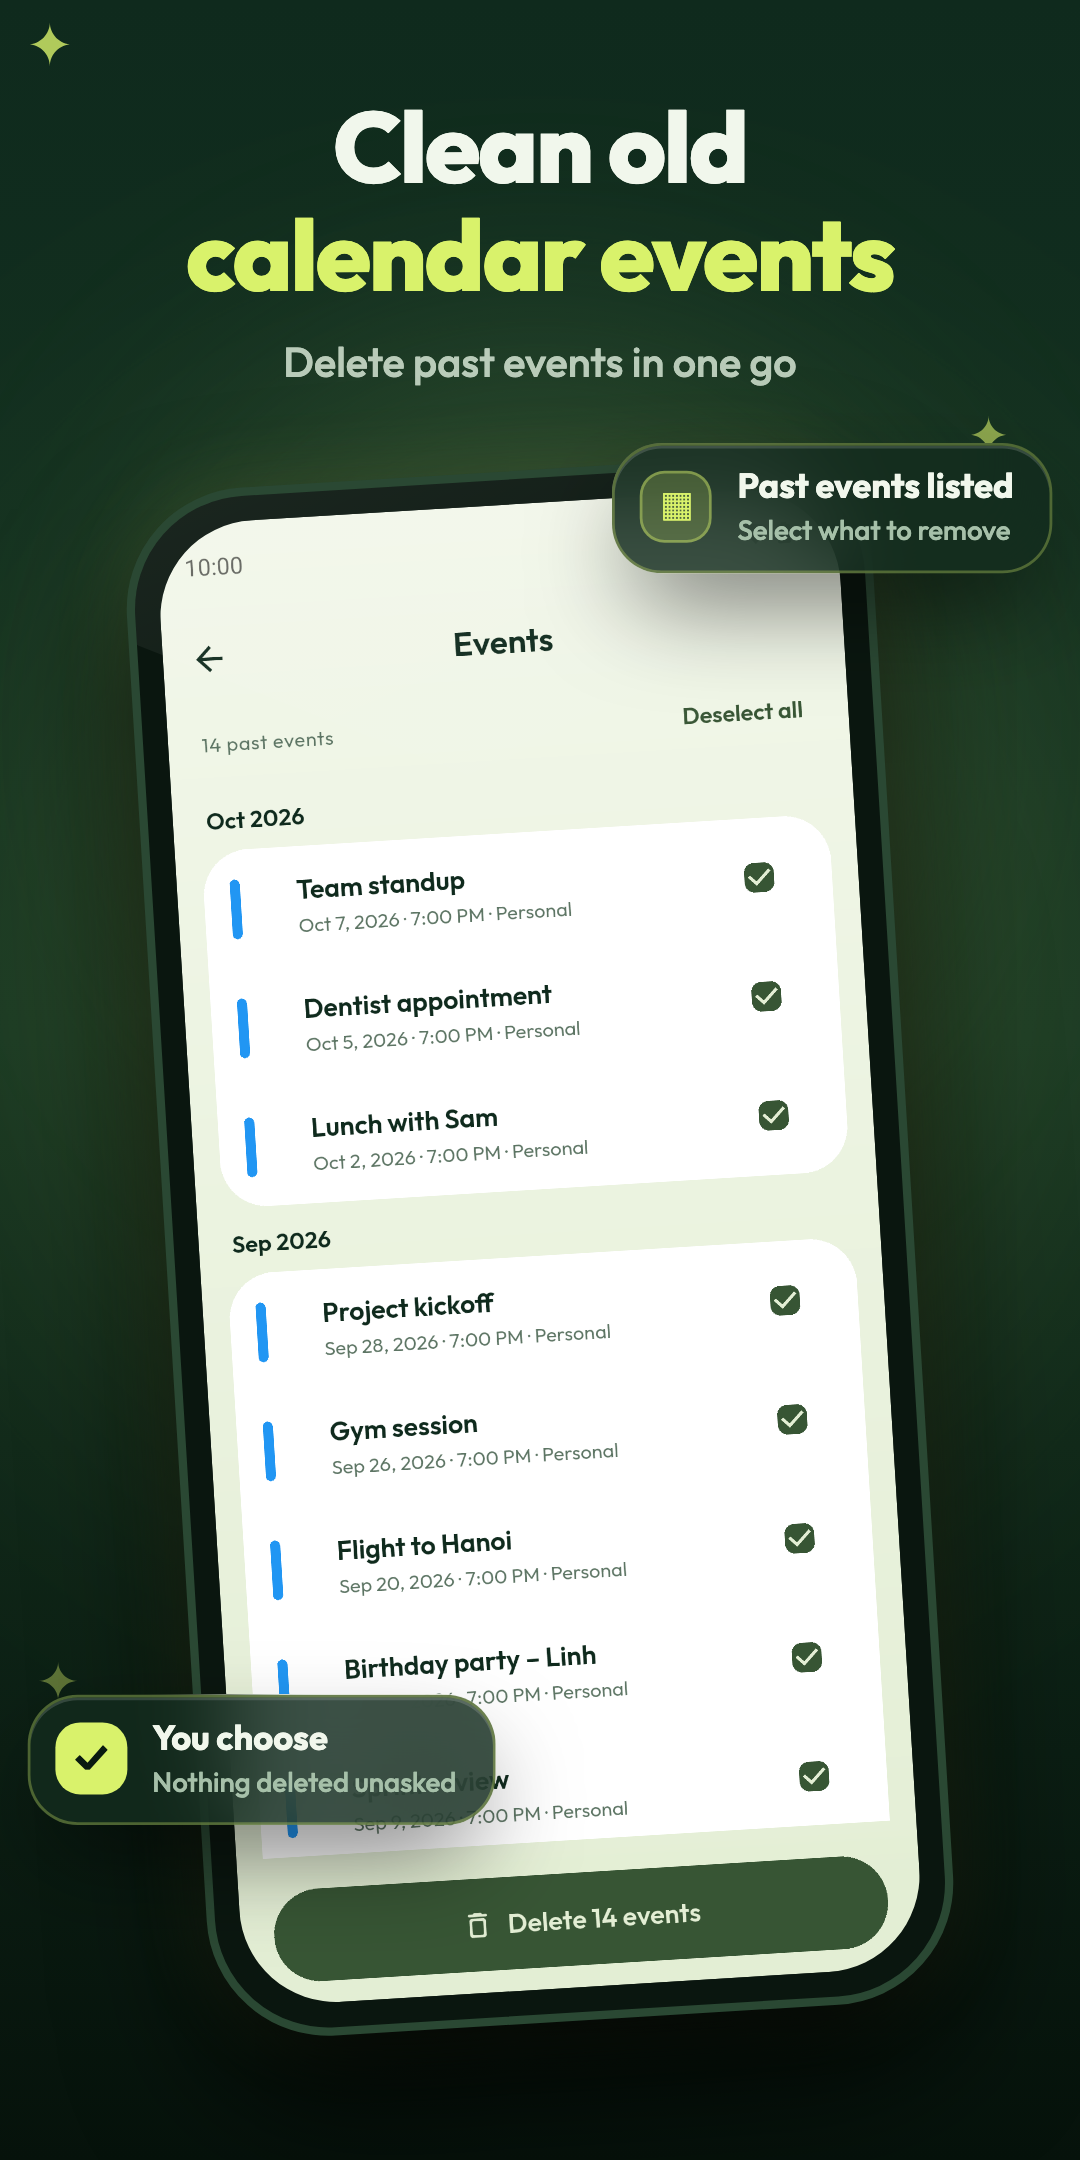 Clean old
calendar events
Delete past events in one go
Past events listed
Select what to remove
10:00
Events
Deselect all
14 past events
Oct 2026
Team standup
Oct 7, 2026 · 7:00 PM · Personal
Dentist appointment
Oct 5, 2026 · 7:00 PM · Personal
Lunch with Sam
Oct 2, 2026 · 7:00 PM · Personal
Sep 2026
Project kickoff
Sep 28, 2026 · 7:00 PM · Personal
Gym session
Sep 26, 2026 · 7:00 PM · Personal
Flight to Hanoi
Sep 20, 2026 · 7:00 PM · Personal
Birthday party – Linh
7:00 PM · Personal
You choose
Nothing deleted unasked
Sep 9, 2026 · 7:00 PM · Personal
Delete 14 events